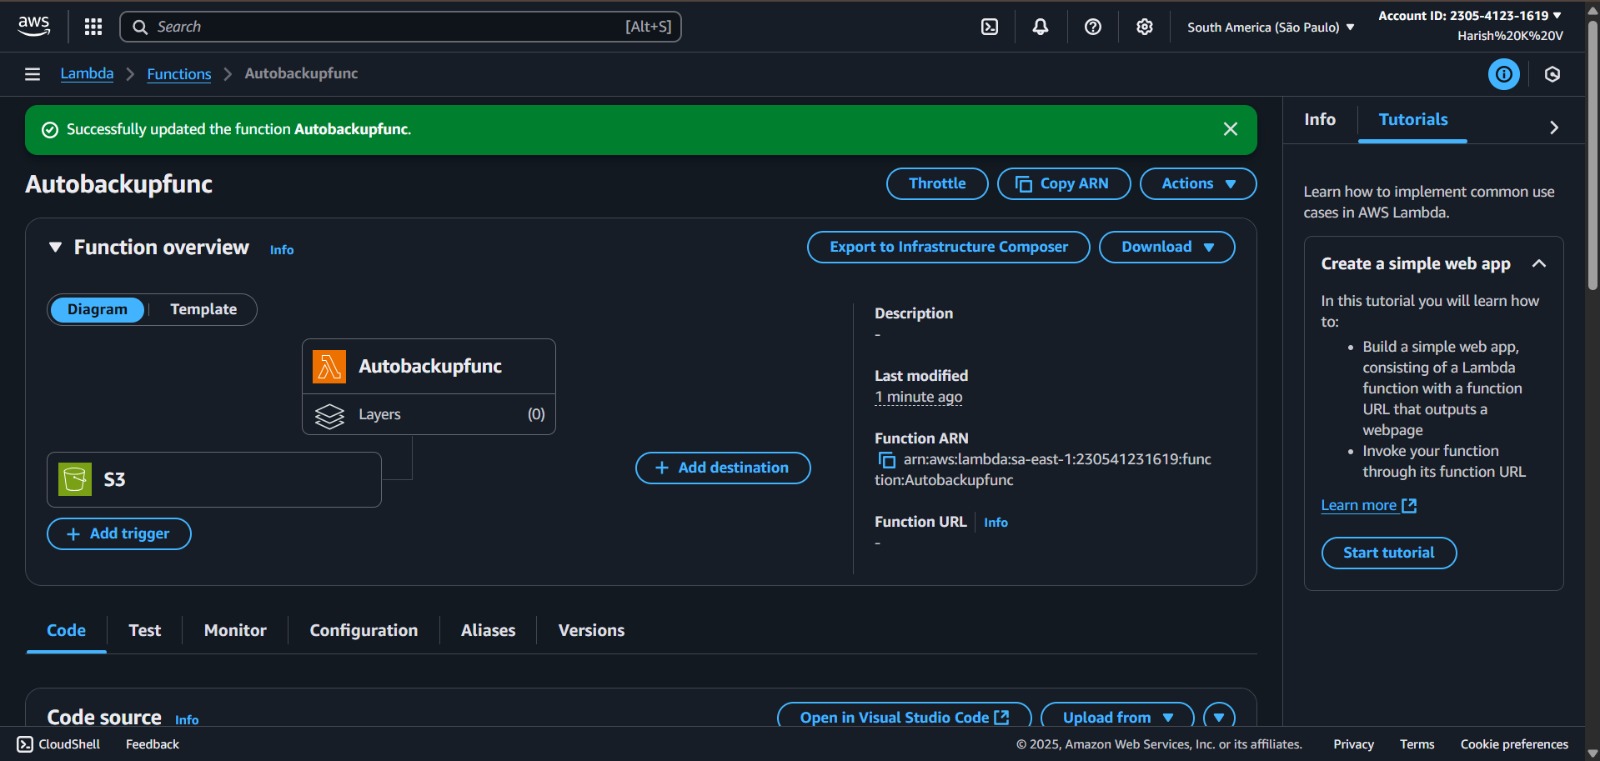 aws
Search [Alt+S]
South America (São Paulo) ▼
Account ID: 2305-4123-1619 ▼
Harish%20K%20V
Lambda > Functions > Autobackupfunc
Successfully updated the function Autobackupfunc.
Autobackupfunc
Throttle
Copy ARN
Actions ▼
Function overview Info
Export to Infrastructure Composer
Download ▼
Diagram
Template
Autobackupfunc
Layers (0)
S3
+ Add destination
+ Add trigger
Description
-
Last modified
1 minute ago
Function ARN
arn:aws:lambda:sa-east-1:230541231619:func
tion:Autobackupfunc
Function URL Info
-
Code
Test
Monitor
Configuration
Aliases
Versions
Code source Info
Open in Visual Studio Code
Upload from ▼
Info
Tutorials
Learn how to implement common use
cases in AWS Lambda.
Create a simple web app
In this tutorial you will learn how
to:
• Build a simple web app,
consisting of a Lambda
function with a function
URL that outputs a
webpage
• Invoke your function
through its function URL
Learn more
Start tutorial
CloudShell
Feedback
© 2025, Amazon Web Services, Inc. or its affiliates.
Privacy
Terms
Cookie preferences